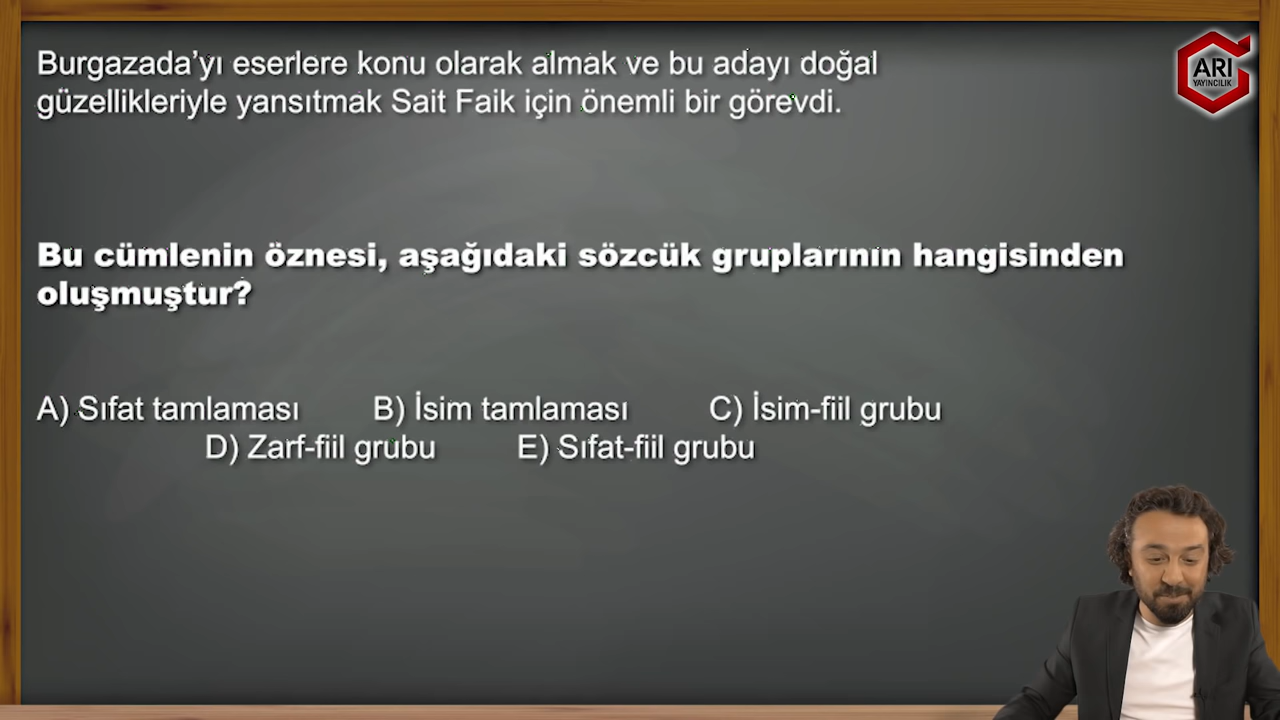 Burgazada’yı eserlere konu olarak almak ve bu adayı doğal
güzellikleriyle yansıtmak Sait Faik için önemli bir görevdi.
ARI
YAYINCILIK
Bu cümlenin öznesi, aşağıdaki sözcük gruplarının hangisinden
oluşmuştur?
A) Sıfat tamlaması B) İsim tamlaması C) İsim-fiil grubu
D) Zarf-fiil grubu E) Sıfat-fiil grubu